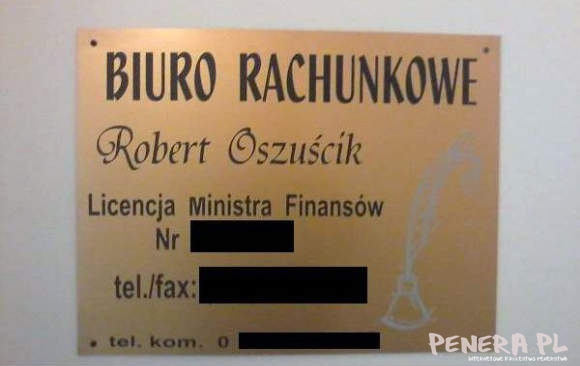 BIURO RACHUNKOWE
Robert Oszuścik
Licencja Ministra Finansów
Nr
tel./fax:
tel. kom. 0
PENERA.PL